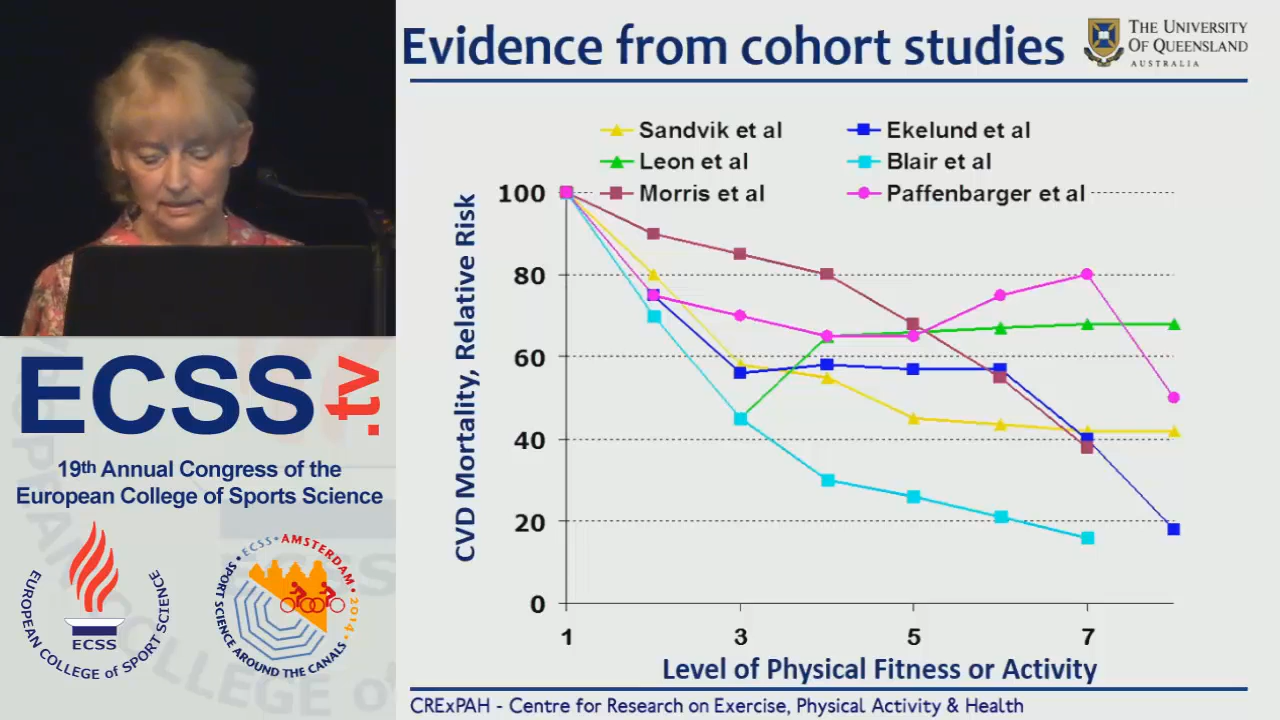 Evidence from cohort studies
THE UNIVERSITY
OF QUEENSLAND
AUSTRALIA
Sandvik et al
Ekelund et al
Leon et al
Blair et al
Morris et al
Paffenbarger et al
CVD Mortality, Relative Risk
100
80
60
40
20
0
1
3
5
7
Level of Physical Fitness or Activity
CRExPAH - Centre for Research on Exercise, Physical Activity & Health
ECSS.tv
19th Annual Congress of the
European College of Sports Science
EUROPEAN COLLEGE of SPORT SCIENCE
ECSS
•ECSS•AMSTERDAM•2014•
SPORT SCIENCE AROUND THE CANALS